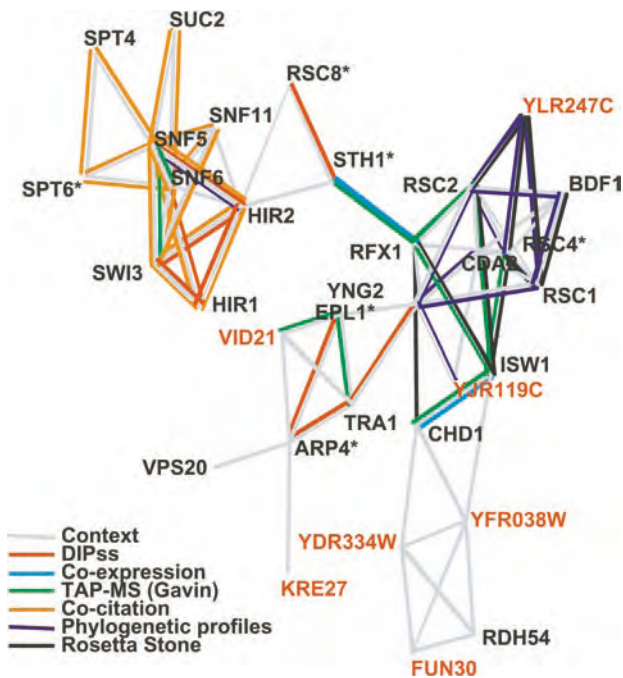 SUC2
SPT4
RSC8*
YLR247C
SNF11
SNF5
STH1*
SNF6
RSC2
BDF1
SPT6*
HIR2
RSC4*
RFX1
CDA2
SWI3
RSC1
HIR1
YNG2
EPL1*
VID21
ISW1
YJR119C
TRA1
CHD1
ARP4*
VPS20
Context
YFR038W
DIPss
YDR334W
Co-expression
KRE27
TAP-MS (Gavin)
Co-citation
Phylogenetic profiles
RDH54
Rosetta Stone
FUN30